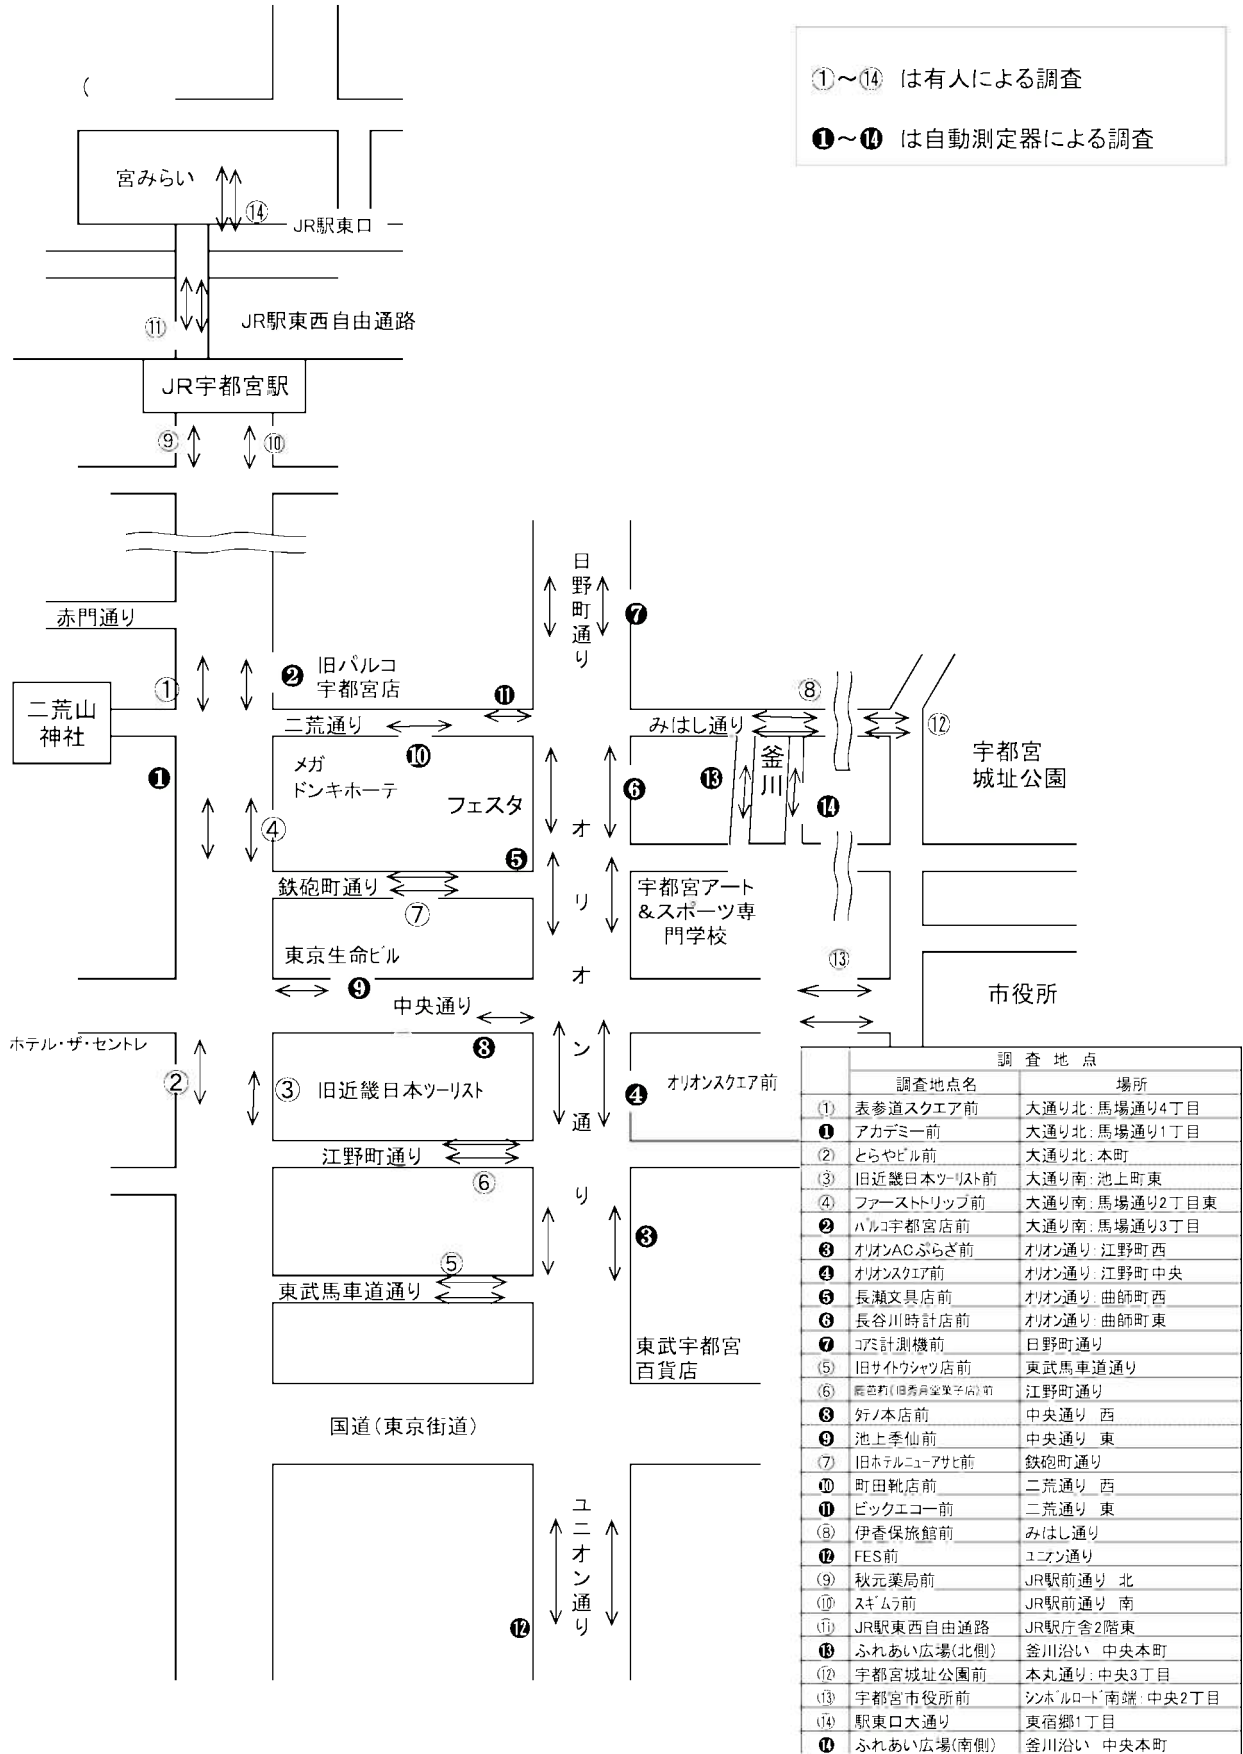 ①～⑭ は有人による調査
❶～⓮ は自動測定器による調査
(
宮みらい
⑭
JR駅東口
⑪
JR駅東西自由通路
JR宇都宮駅
⑨
⑩
日野町通り
❼
赤門通り
①
❷
旧パルコ
宇都宮店
⓫
⑧
二荒山
神社
二荒通り
みはし通り
⑫
❶
メガ
ドンキホーテ
❿
フェスタ
❻
⓭
釜川
⓮
宇都宮
城址公園
④
❺
オリオン通り
鉄砲町通り
⑦
宇都宮アート
&スポーツ専
門学校
東京生命ビル
❾
⑬
中央通り
市役所
ホテル・ザ・セントレ
②
③
旧近畿日本ツーリスト
❽
❹
オリオンスクエア前
江野町通り
⑥
❸
⑤
東武馬車道通り
東武宇都宮
百貨店
国道(東京街道)
ユニオン通り
⓬
調 査 地 点
調査地点名 場所
① 表参道スクエア前 大通り北:馬場通り4丁目
❶ アカデミー前 大通り北:馬場通り1丁目
② とらやビル前 大通り北:本町
③ 旧近畿日本ツーリスト前 大通り南:池上町東
④ ファーストトリップ前 大通り南:馬場通り2丁目東
❷ パルコ宇都宮店前 大通り南:馬場通り3丁目
❸ オリオンACぷらざ前 オリオン通り:江野町西
❹ オリオンスクエア前 オリオン通り:江野町中央
❺ 長瀬文具店前 オリオン通り:曲師町西
❻ 長谷川時計店前 オリオン通り:曲師町東
❼ コアミ計測機前 日野町通り
⑤ 旧サイトウシャツ店前 東武馬車道通り
⑥ 江野町通り
❽ 本店前 中央通り 西
❾ 池上季仙前 中央通り 東
⑦ 旧ホテルニューアサヒ前 鉄砲町通り
❿ 町田靴店前 二荒通り 西
⓫ ビックエコー前 二荒通り 東
⑧ 伊香保旅館前 みはし通り
⓬ FES前 ユニオン通り
⑨ 秋元薬局前 JR駅前通り 北
⑩ スギムラ前 JR駅前通り 南
⑪ JR駅東西自由通路 JR駅庁舎2階東
⓭ ふれあい広場(北側) 釜川沿い 中央本町
⑫ 宇都宮城址公園前 本丸通り:中央3丁目
⑬ 宇都宮市役所前 シンボルロード南端:中央2丁目
⑭ 駅東口大通り 東宿郷1丁目
⓮ ふれあい広場(南側) 釜川沿い 中央本町